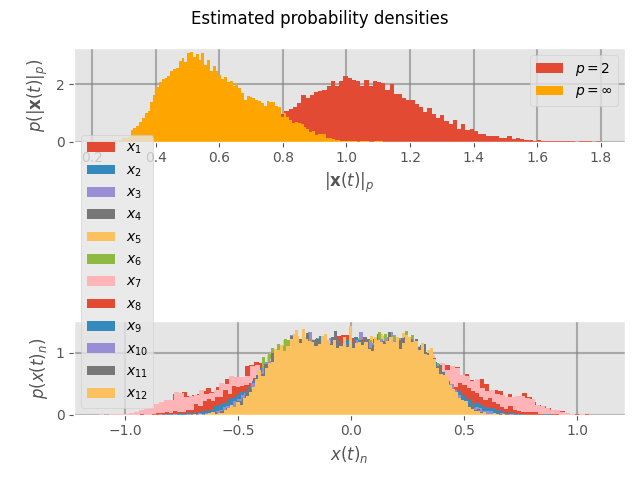 Estimated probability densities
p(|x(t)|ₚ)
2
0
p = 2
p = ∞
0.2 0.4 0.6 0.8 1.0 1.2 1.4 1.6 1.8
|x(t)|ₚ
x₁
x₂
x₃
x₄
x₅
x₆
x₇
x₈
x₉
x₁₀
x₁₁
x₁₂
p(x(t)ₙ)
1
0
−1.0 −0.5 0.0 0.5 1.0
x(t)ₙ